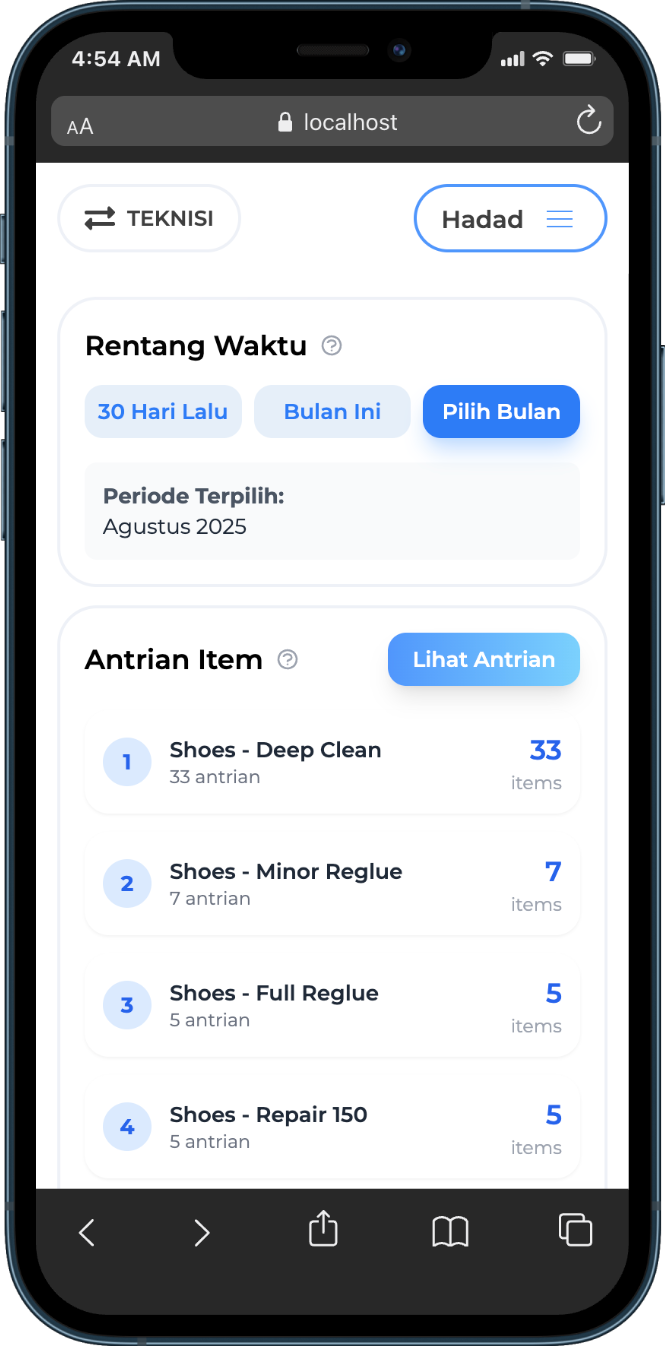 4:54 AM
AA
localhost
TEKNISI
Hadad
Rentang Waktu
30 Hari Lalu
Bulan Ini
Pilih Bulan
Periode Terpilih:
Agustus 2025
Antrian Item
Lihat Antrian
1
Shoes - Deep Clean
33 antrian
33
items
2
Shoes - Minor Reglue
7 antrian
7
items
3
Shoes - Full Reglue
5 antrian
5
items
4
Shoes - Repair 150
5 antrian
5
items